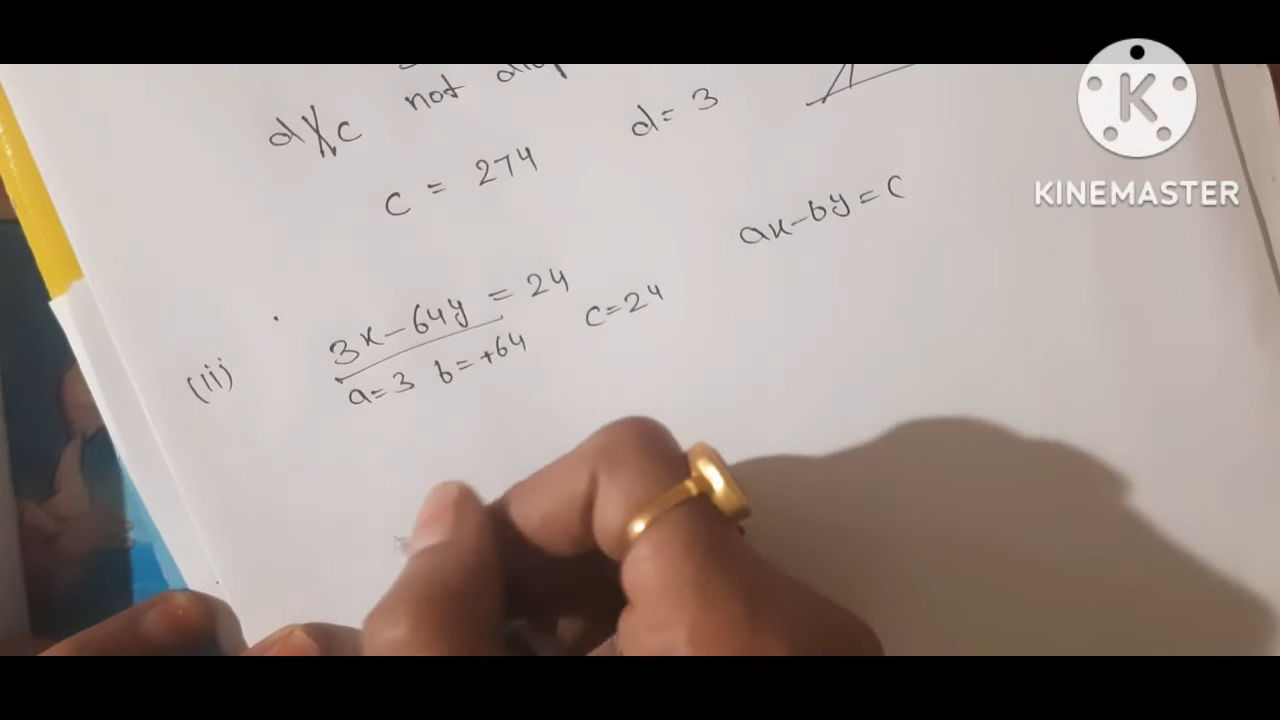 not
d∤c
c = 274
d = 3
ax-by = c
(ii) 3x-64y = 24
a=3 b=+64 c=24
K
KINEMASTER